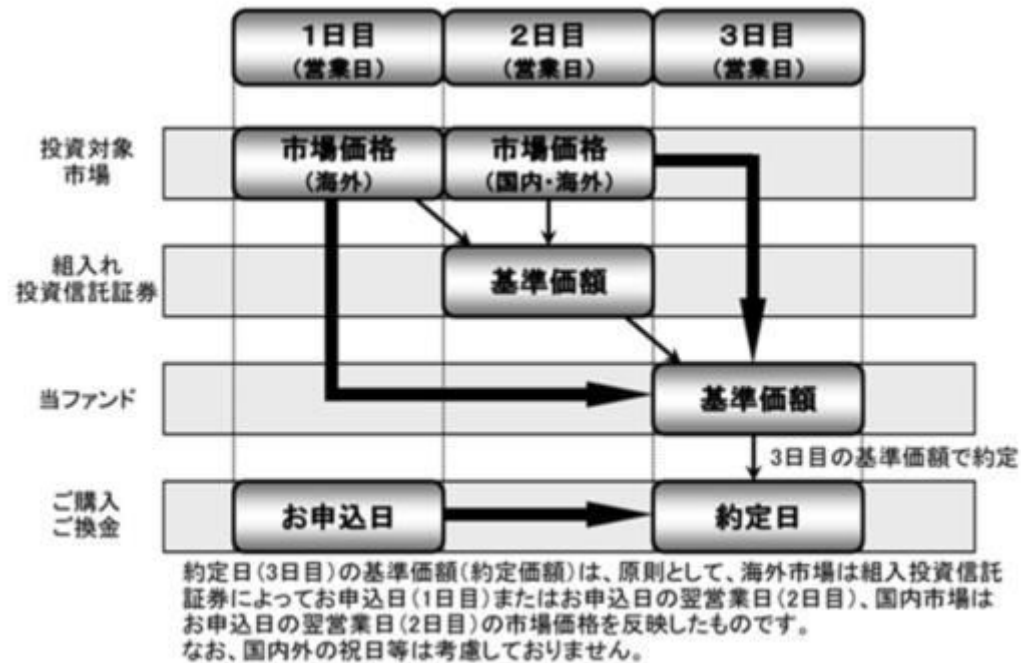 1日目 2日目 3日目
(営業日) (営業日) (営業日)
投資対象
市場
市場価格
(海外)
市場価格
(国内・海外)
組入れ
投資信託証券
基準価額
当ファンド
基準価額
3日目の基準価額で約定
ご購入
ご換金
お申込日
約定日
約定日(3日目)の基準価額(約定価額)は、原則として、海外市場は組入投資信託
証券によってお申込日(1日目)またはお申込日の翌営業日(2日目)、国内市場は
お申込日の翌営業日(2日目)の市場価格を反映したものです。
なお、国内外の祝日等は考慮しておりません。